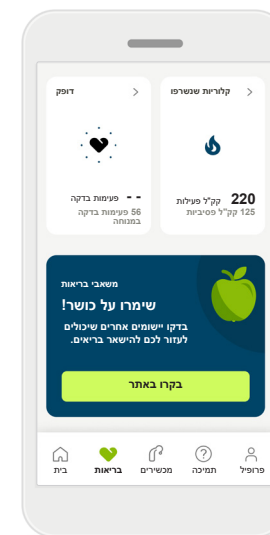 קלוריות שנשרפו
220 קק"ל פעילות
125 קק"ל פסיביות
דופק
- - פעימות בדקה
56 פעימות בדקה
במנוחה
משאבי בריאות
שימרו על כושר!
בדקו יישומים אחרים שיכולים
לעזור לכם להישאר בריאים.
בקרו באתר
פרופיל
תמיכה
מכשירים
בריאות
בית